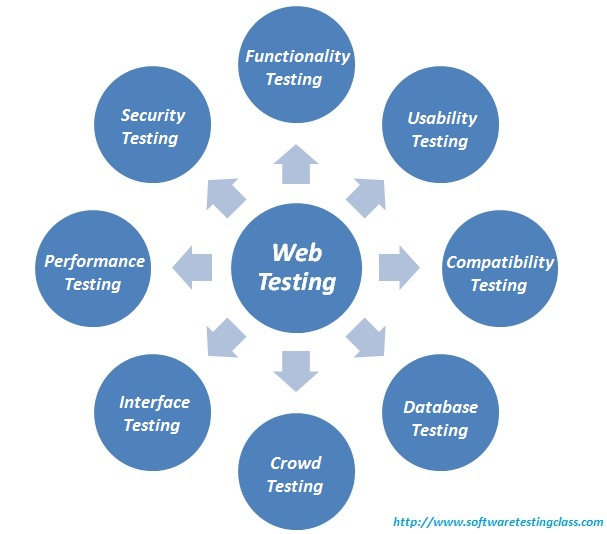 Functionality
Testing
Security
Testing
Usability
Testing
Web
Testing
Performance
Testing
Compatibility
Testing
Interface
Testing
Database
Testing
Crowd
Testing
http://www.softwaretestingclass.com